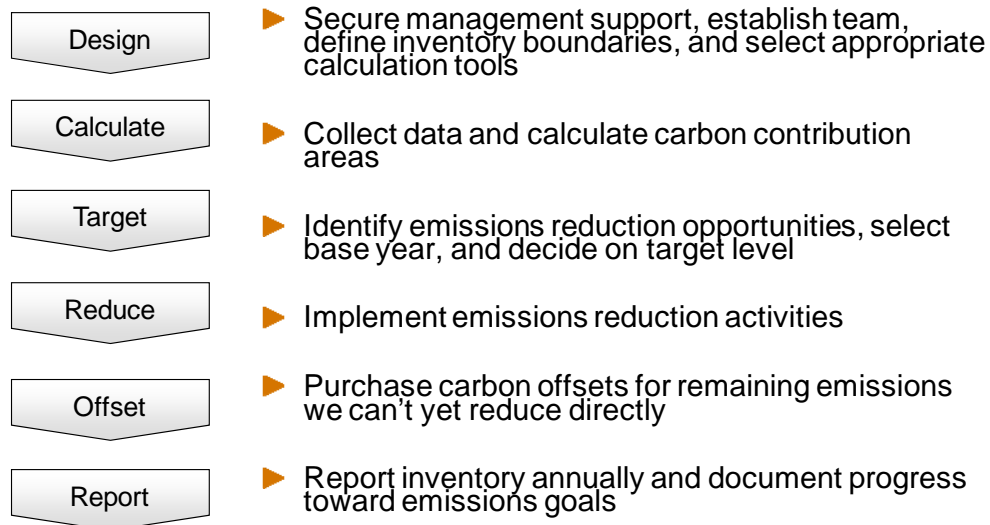 Design
Secure management support, establish team,
define inventory boundaries, and select appropriate
calculation tools
Calculate
Collect data and calculate carbon contribution
areas
Target
Identify emissions reduction opportunities, select
base year, and decide on target level
Reduce
Implement emissions reduction activities
Offset
Purchase carbon offsets for remaining emissions
we can't yet reduce directly
Report
Report inventory annually and document progress
toward emissions goals